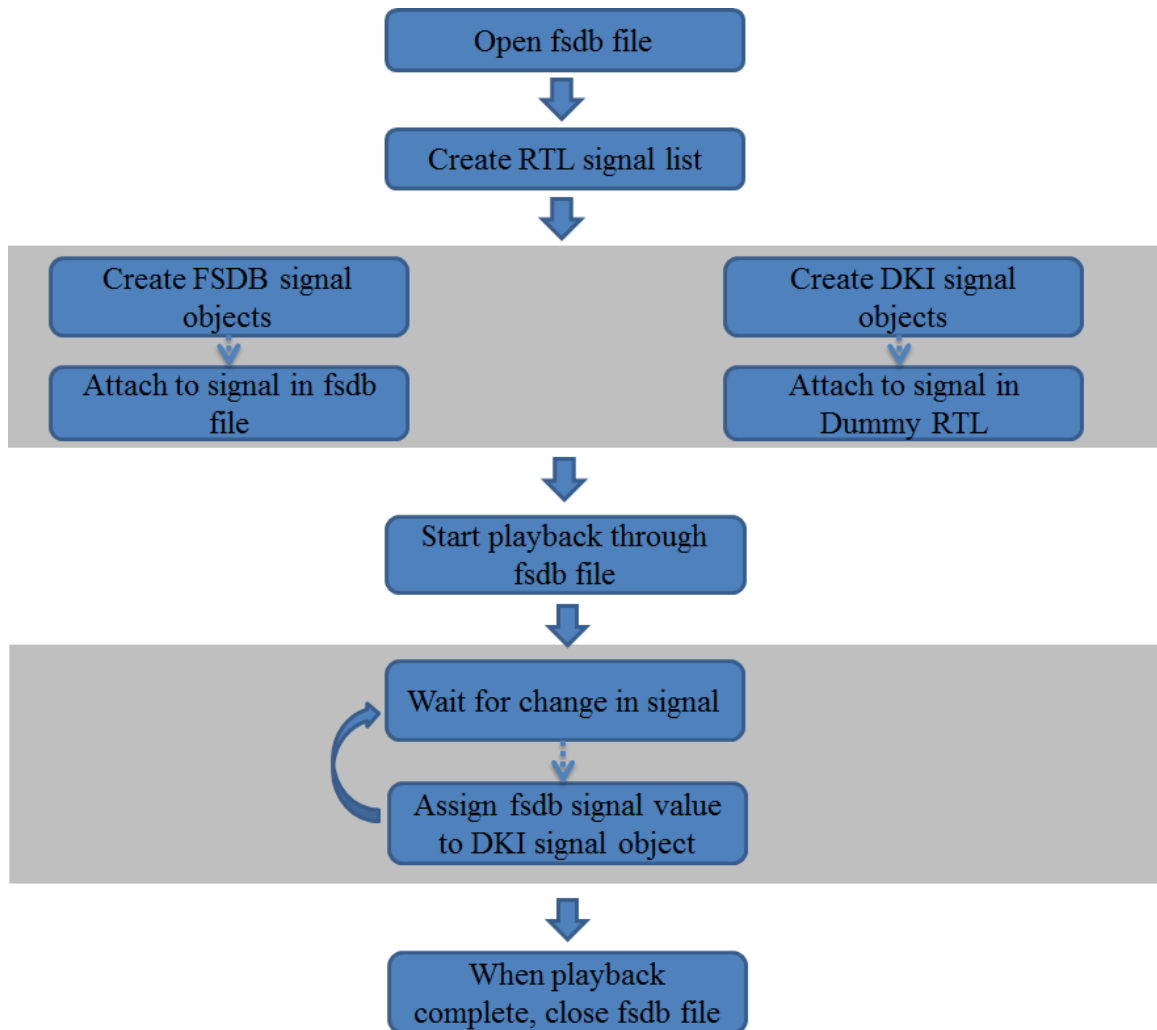 Open fsdb file
Create RTL signal list
Create FSDB signal
objects
Create DKI signal
objects
Attach to signal in fsdb
file
Attach to signal in
Dummy RTL
Start playback through
fsdb file
Wait for change in signal
Assign fsdb signal value
to DKI signal object
When playback
complete, close fsdb file